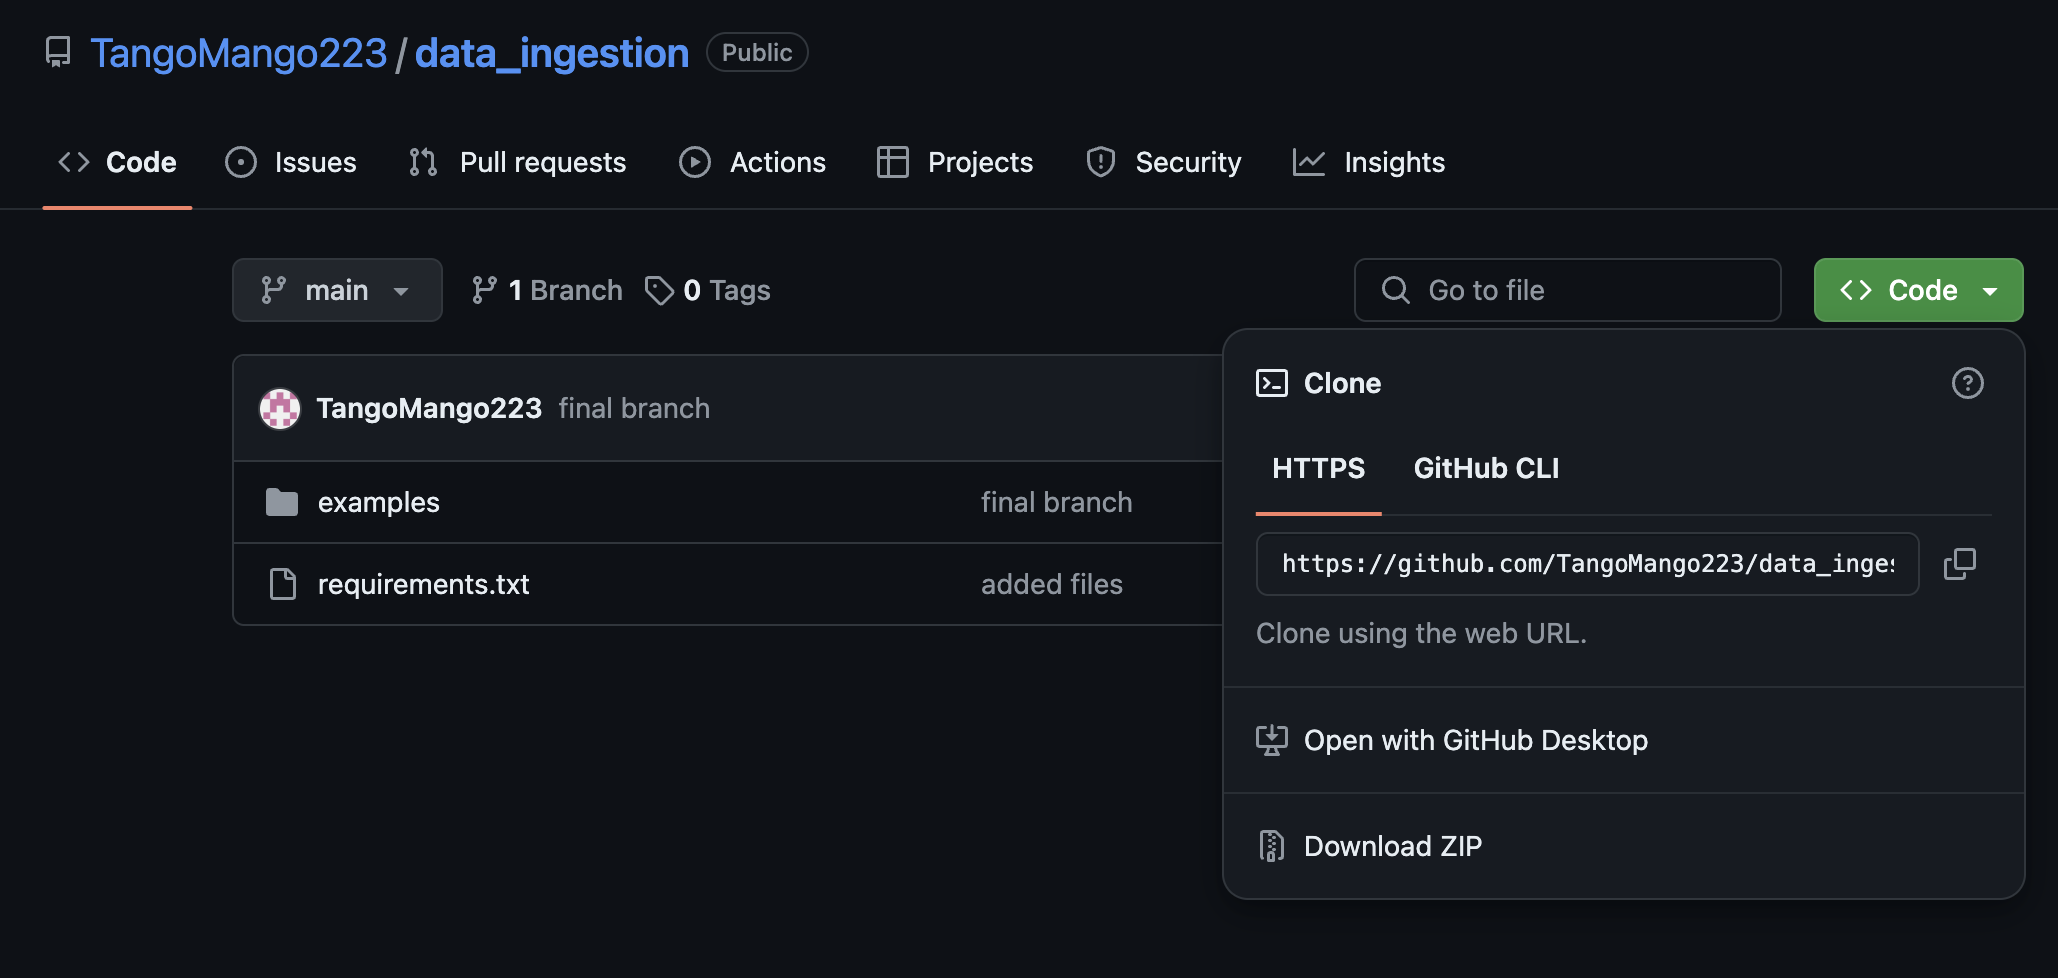 TangoMango223 / data_ingestion Public
Code Issues Pull requests Actions Projects Security Insights
main 1 Branch 0 Tags Go to file Code
TangoMango223 final branch
examples final branch
requirements.txt added files
Clone
HTTPS GitHub CLI
https://github.com/TangoMango223/data_inges
Clone using the web URL.
Open with GitHub Desktop
Download ZIP